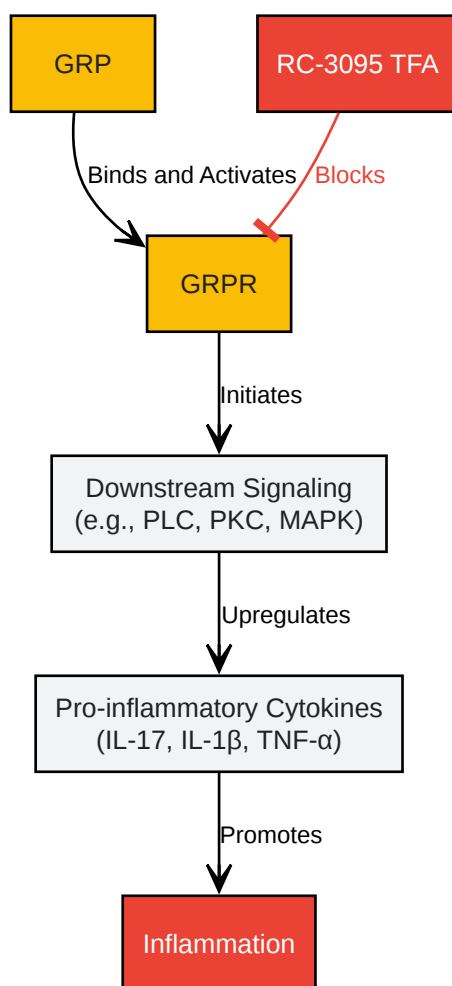 GRP
RC-3095 TFA
Binds and Activates
Blocks
GRPR
Initiates
Downstream Signaling
(e.g., PLC, PKC, MAPK)
Upregulates
Pro-inflammatory Cytokines
(IL-17, IL-1β, TNF-α)
Promotes
Inflammation